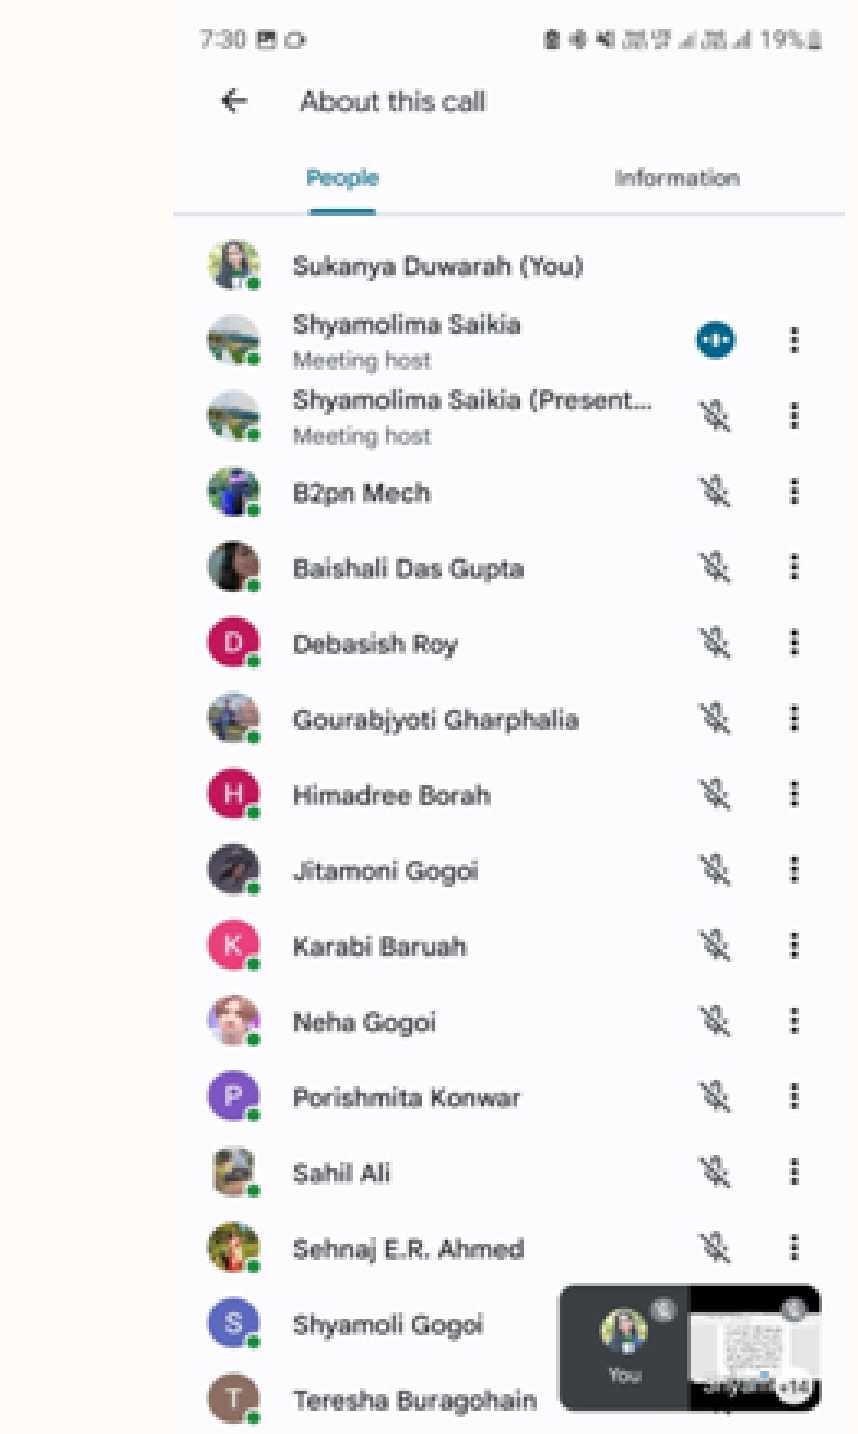 7:30
19%
About this call
People
Information
Sukanya Duwarah (You)
Shyamolima Saikia
Meeting host
Shyamolima Saikia (Present...
Meeting host
B2pn Mech
Baishali Das Gupta
D
Debasish Roy
Gourabjyoti Gharphalia
H
Himadree Borah
Jitamoni Gogoi
K
Karabi Baruah
Neha Gogoi
P
Porishmita Konwar
Sahil Ali
Sehnaj E.R. Ahmed
S
Shyamoli Gogoi
You
+14
T
Teresha Buragohain